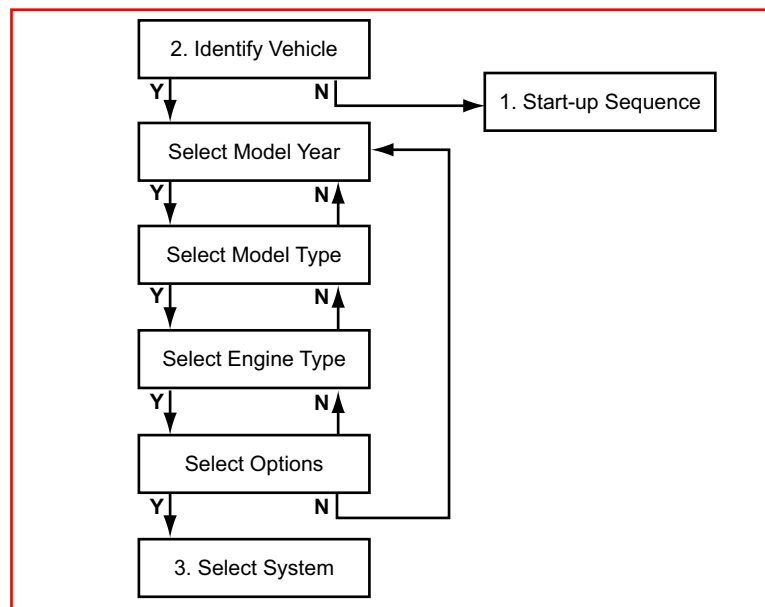 2. Identify Vehicle
Y
N
1. Start-up Sequence
Select Model Year
Y
N
Select Model Type
Y
N
Select Engine Type
Y
N
Select Options
Y
N
3. Select System